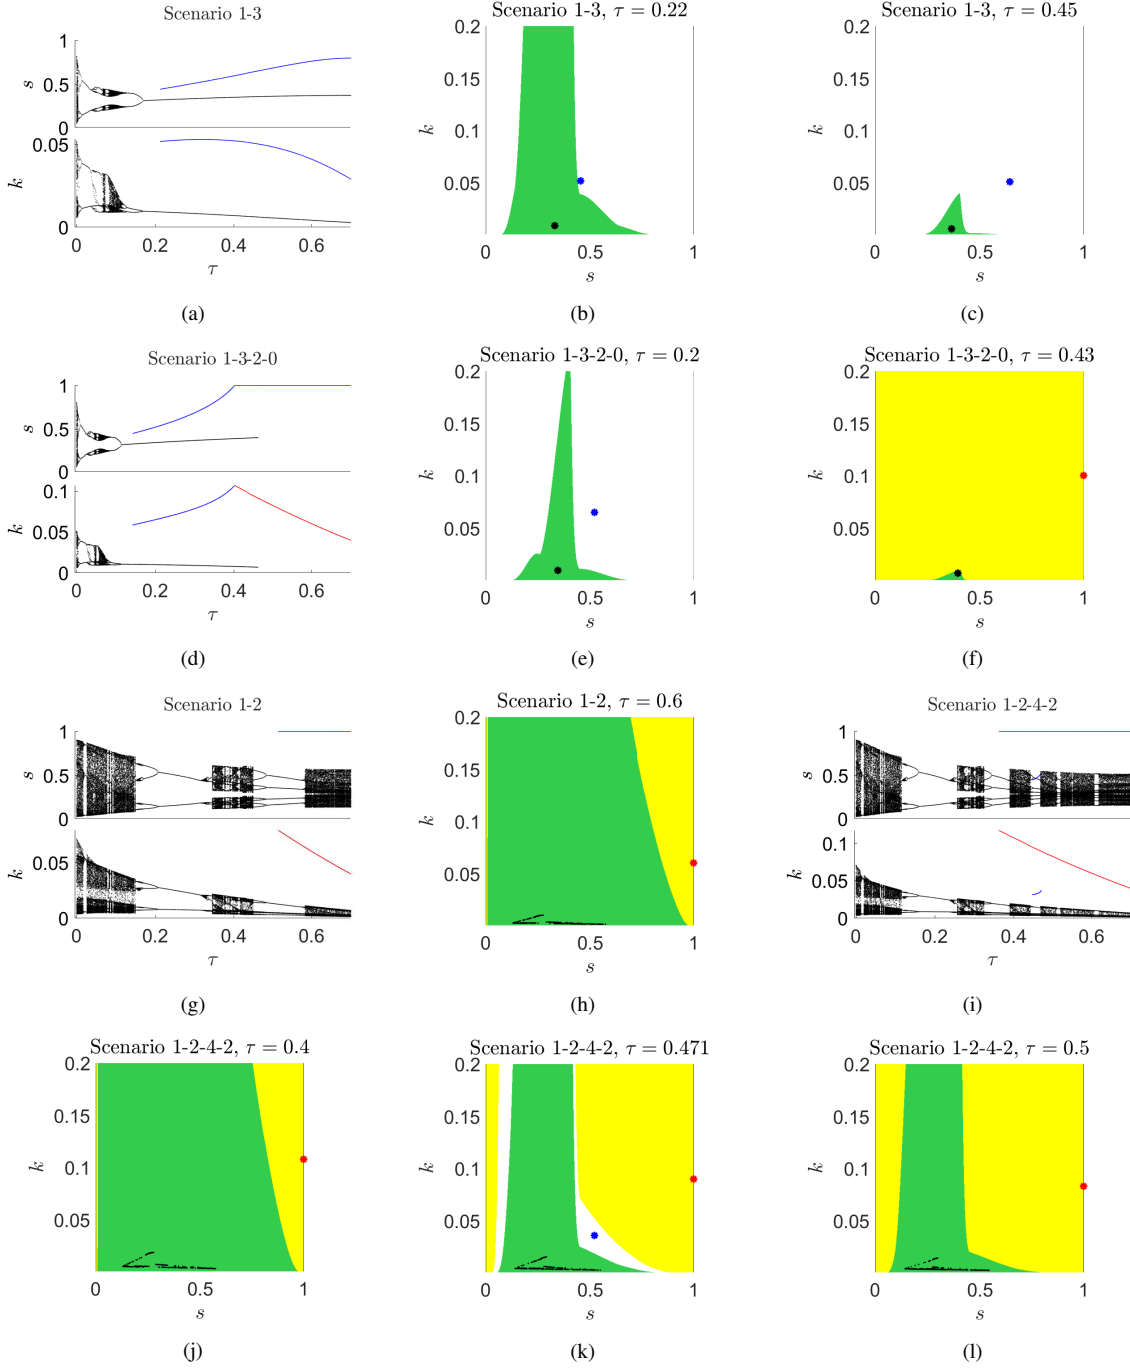 Scenario 1-3
1
s
0.5
0
0.05
k
0
0 0.2 0.4 0.6
τ
(a)
Scenario 1-3, τ = 0.22
0.2
0.15
k
0.1
0.05
0 0.5 1
s
(b)
Scenario 1-3, τ = 0.45
0.2
0.15
k
0.1
0.05
0 0.5 1
s
(c)
Scenario 1-3-2-0
1
s
0.5
0
0.1
k
0.05
0
0 0.2 0.4 0.6
τ
(d)
Scenario 1-3-2-0, τ = 0.2
0.2
0.15
k
0.1
0.05
0 0.5 1
s
(e)
Scenario 1-3-2-0, τ = 0.43
0.2
0.15
k
0.1
0.05
0 0.5 1
s
(f)
Scenario 1-2
1
s
0.5
0
k
0.05
0
0 0.2 0.4 0.6
τ
(g)
Scenario 1-2, τ = 0.6
0.2
0.15
k
0.1
0.05
0 0.5 1
s
(h)
Scenario 1-2-4-2
1
s
0.5
0
0.1
k
0.05
0
0 0.2 0.4 0.6
τ
(i)
Scenario 1-2-4-2, τ = 0.4
0.2
0.15
k
0.1
0.05
0 0.5 1
s
(j)
Scenario 1-2-4-2, τ = 0.471
0.2
0.15
k
0.1
0.05
0 0.5 1
s
(k)
Scenario 1-2-4-2, τ = 0.5
0.2
0.15
k
0.1
0.05
0 0.5 1
s
(l)